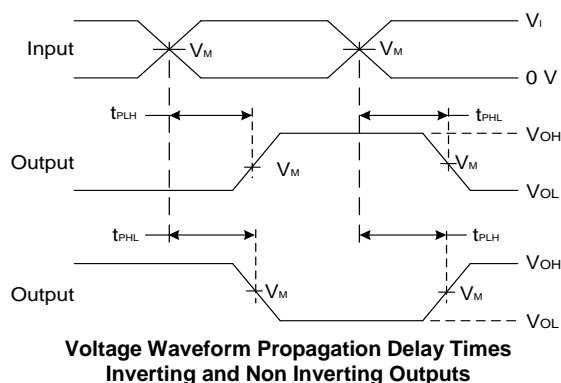 VI
Input
VM
VM
0 V
tPLH
tPHL
VOH
Output
VM
VM
VOL
tPHL
tPLH
VOH
Output
VM
VM
VOL
Voltage Waveform Propagation Delay Times
Inverting and Non Inverting Outputs